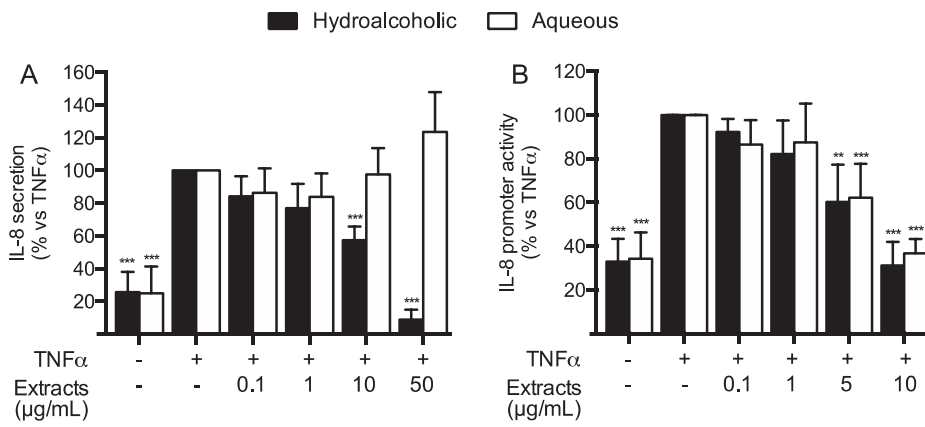 Hydroalcoholic Aqueous
A
IL-8 secretion
(% vs TNFα)
160
140
120
100
80
60
40
20
*** *** *** ***
TNFα - + + + + +
Extracts - - 0.1 1 10 50
(µg/mL)
B
IL-8 promoter activity
(% vs TNFα)
120
100
80
60
40
20
*** *** ** *** *** ***
TNFα - + + + + +
Extracts - - 0.1 1 5 10
(µg/mL)